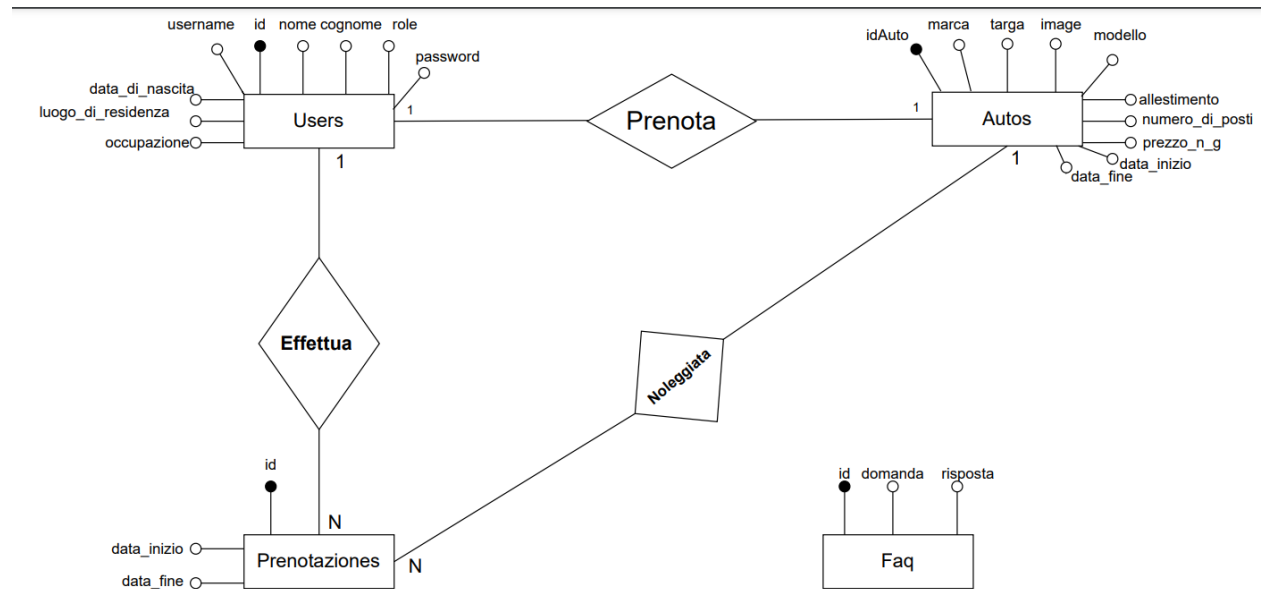 username id nome cognome role
password
data_di_nascita
luogo_di_residenza
occupazione
Users
1
1
Prenota
idAuto marca targa image modello
1
Autos
allestimento
numero_di_posti
prezzo_n_g
data_inizio
data_fine
1
Effettua
Noleggiata
id
N
data_inizio
data_fine
Prenotaziones
N
id domanda risposta
Faq